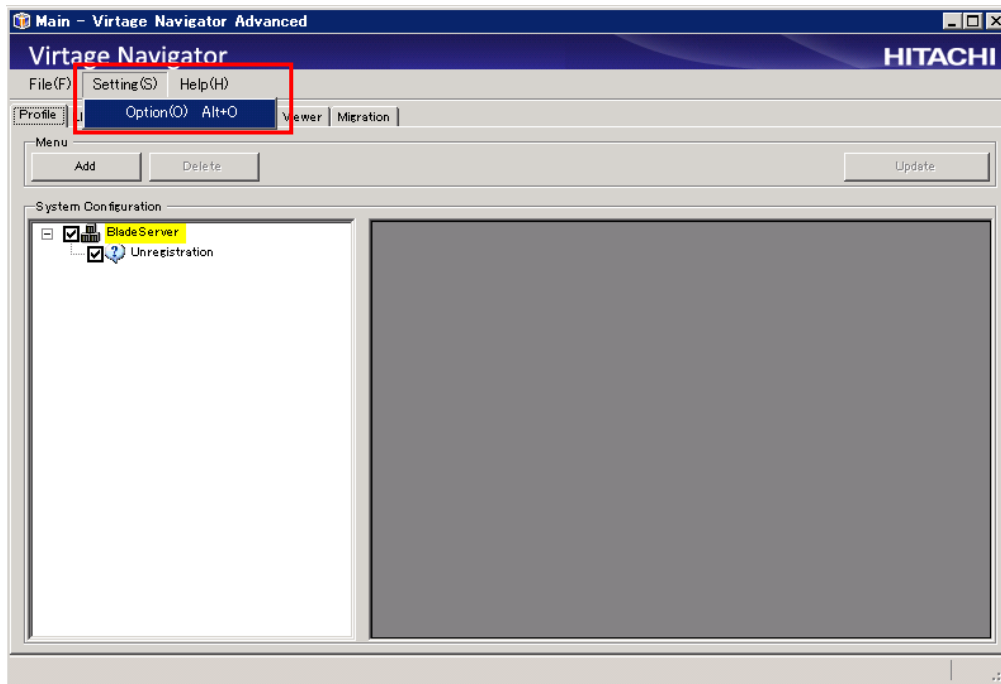 Main - Virtage Navigator Advanced
Virtage Navigator
HITACHI
File(F) Setting(S) Help(H)
Option(O) Alt+O
Profile Viewer Migration
Menu
Add Delete Update
System Configuration
BladeServer
Unregistration